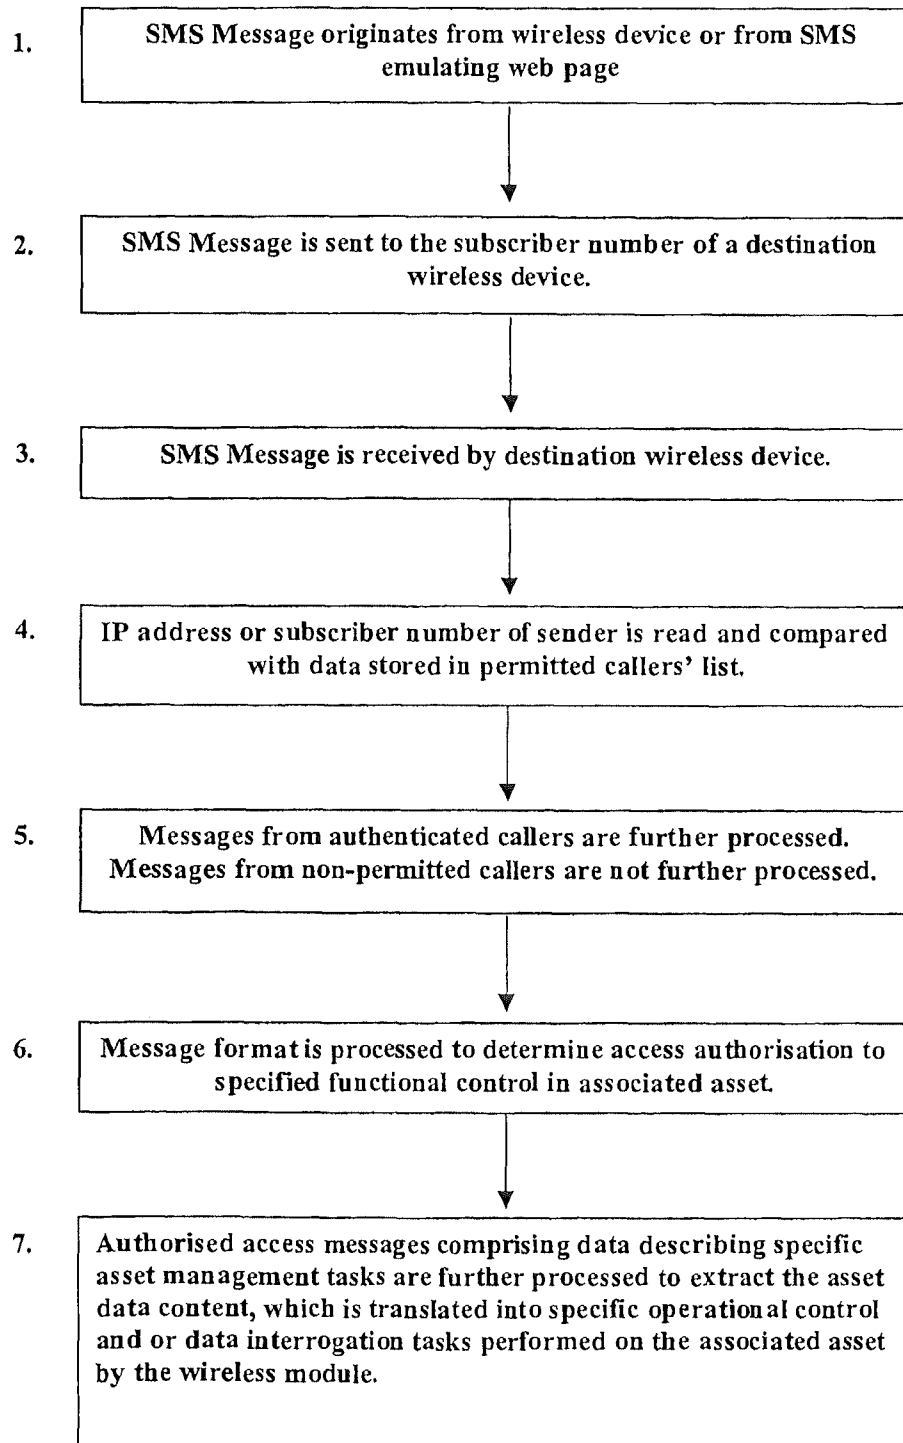 1. SMS Message originates from wireless device or from SMS
emulating web page
2. SMS Message is sent to the subscriber number of a destination
wireless device.
3. SMS Message is received by destination wireless device.
4. IP address or subscriber number of sender is read and compared
with data stored in permitted callers' list.
5. Messages from authenticated callers are further processed.
Messages from non-permitted callers are not further processed.
6. Message format is processed to determine access authorisation to
specified functional control in associated asset.
7. Authorised access messages comprising data describing specific
asset management tasks are further processed to extract the asset
data content, which is translated into specific operational control
and or data interrogation tasks performed on the associated asset
by the wireless module.